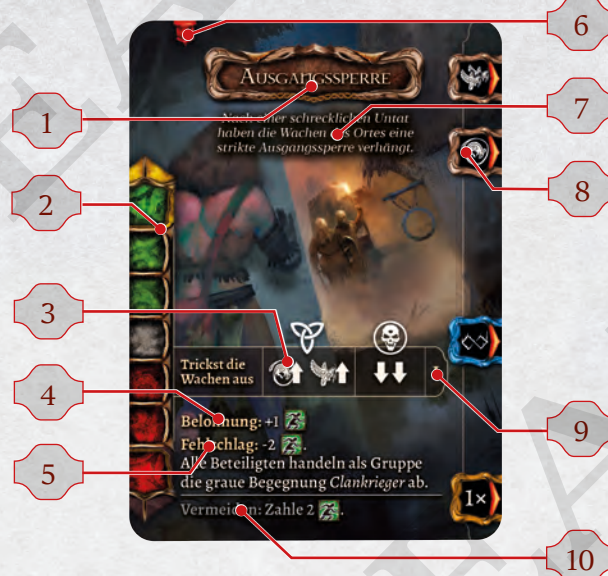 6
AUSGANGSSPERRE
1
7
Nach einer schrecklichen Untat
haben die Wachen des Ortes eine
strikte Ausgangssperre verhängt.
8
2
3
Trickst die
Wachen aus
4
9
Belohnung: +1
5
Fehlschlag: -2 .
Alle Beteiligten handeln als Gruppe
die graue Begegnung Clankrieger ab.
1×
Vermeiden: Zahle 2 .
10